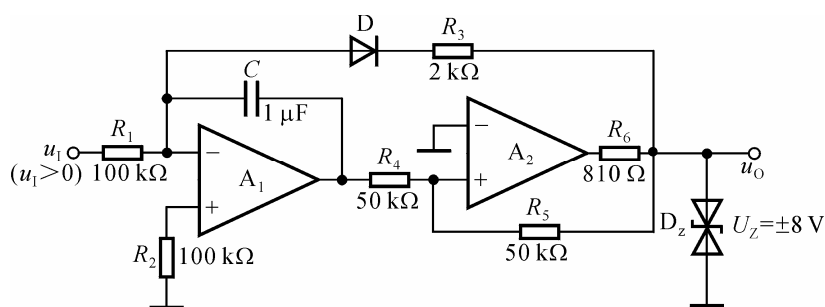 D
R3
2 kΩ
C
1 μF
uI
(uI>0)
R1
100 kΩ
A1
R2
100 kΩ
R4
50 kΩ
A2
R6
810 Ω
uO
R5
50 kΩ
Dz
UZ=±8 V